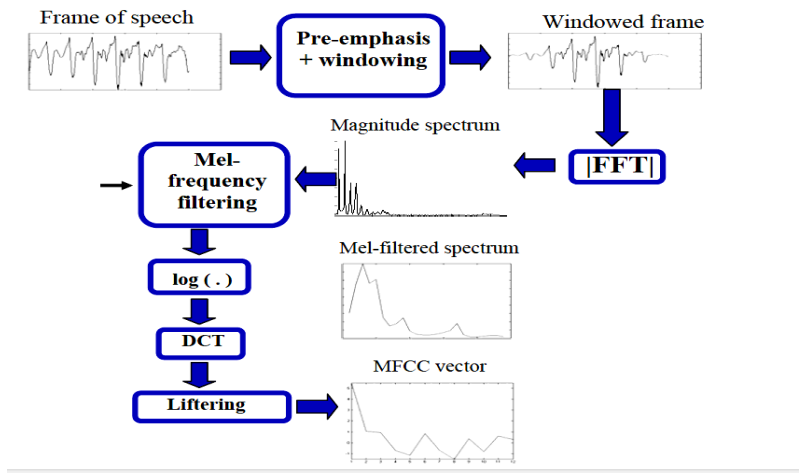 Frame of speech
Pre-emphasis
+ windowing
Windowed frame
|FFT|
Magnitude spectrum
Mel-
frequency
filtering
Mel-filtered spectrum
log ( . )
DCT
Liftering
MFCC vector